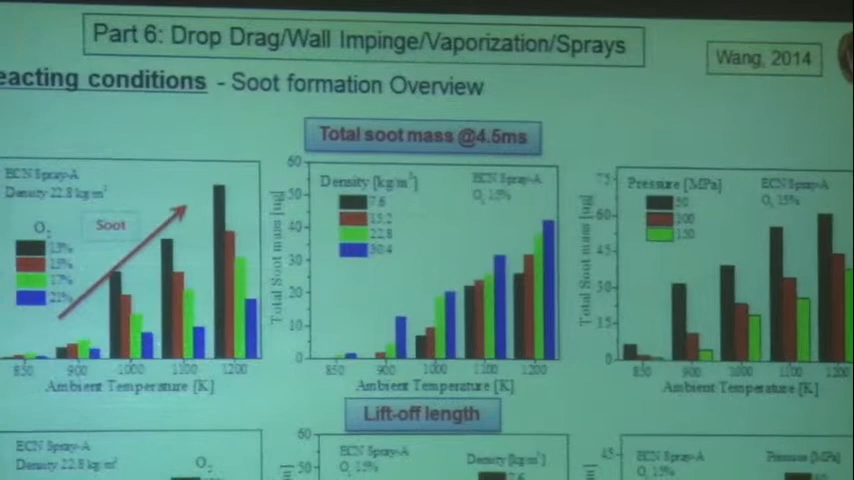 Part 6: Drop Drag/Wall Impinge/Vaporization/Sprays
Wang, 2014
eacting conditions - Soot formation Overview
Total soot mass @4.5ms
ECN Spray-A
Density 22.8 kg/m³
O₂
13%
15%
17%
21%
Soot
850 900 1000 1100 1200
Ambient Temperature [K]
60
50
40
30
20
10
0
Total Soot mass [ug]
Density [kg/m³]
7.6
15.2
22.8
30.4
ECN Spray-A
O₂ 15%
850 900 1000 1100 1200
Ambient Temperature [K]
75
60
45
30
15
0
Total Soot mass [ug]
Pressure [MPa]
50
100
150
ECN Spray-A
O₂ 15%
850 900 1000 1100 1200
Ambient Temperature [K]
Lift-off length
ECN Spray-A
Density 22.8 kg/m³
O₂
60
50
ECN Spray-A
O₂ 15%
Density [kg/m³]
7.6
45
ECN Spray-A
O₂ 15%
Pressure [MPa]